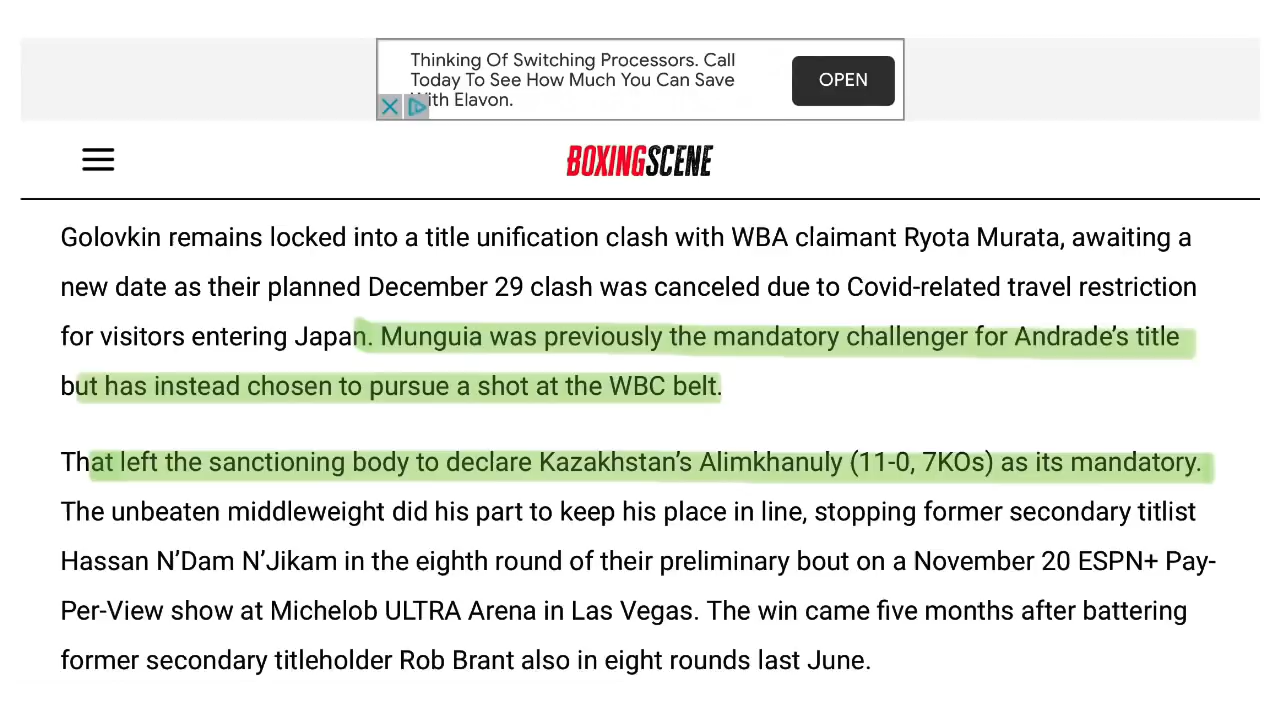 Thinking Of Switching Processors. Call
Today To See How Much You Can Save
With Elavon.
OPEN
BOXINGSCENE
Golovkin remains locked into a title unification clash with WBA claimant Ryota Murata, awaiting a
new date as their planned December 29 clash was canceled due to Covid-related travel restriction
for visitors entering Japan. Munguia was previously the mandatory challenger for Andrade’s title
but has instead chosen to pursue a shot at the WBC belt.
That left the sanctioning body to declare Kazakhstan’s Alimkhanuly (11-0, 7KOs) as its mandatory.
The unbeaten middleweight did his part to keep his place in line, stopping former secondary titlist
Hassan N’Dam N’Jikam in the eighth round of their preliminary bout on a November 20 ESPN+ Pay-
Per-View show at Michelob ULTRA Arena in Las Vegas. The win came five months after battering
former secondary titleholder Rob Brant also in eight rounds last June.